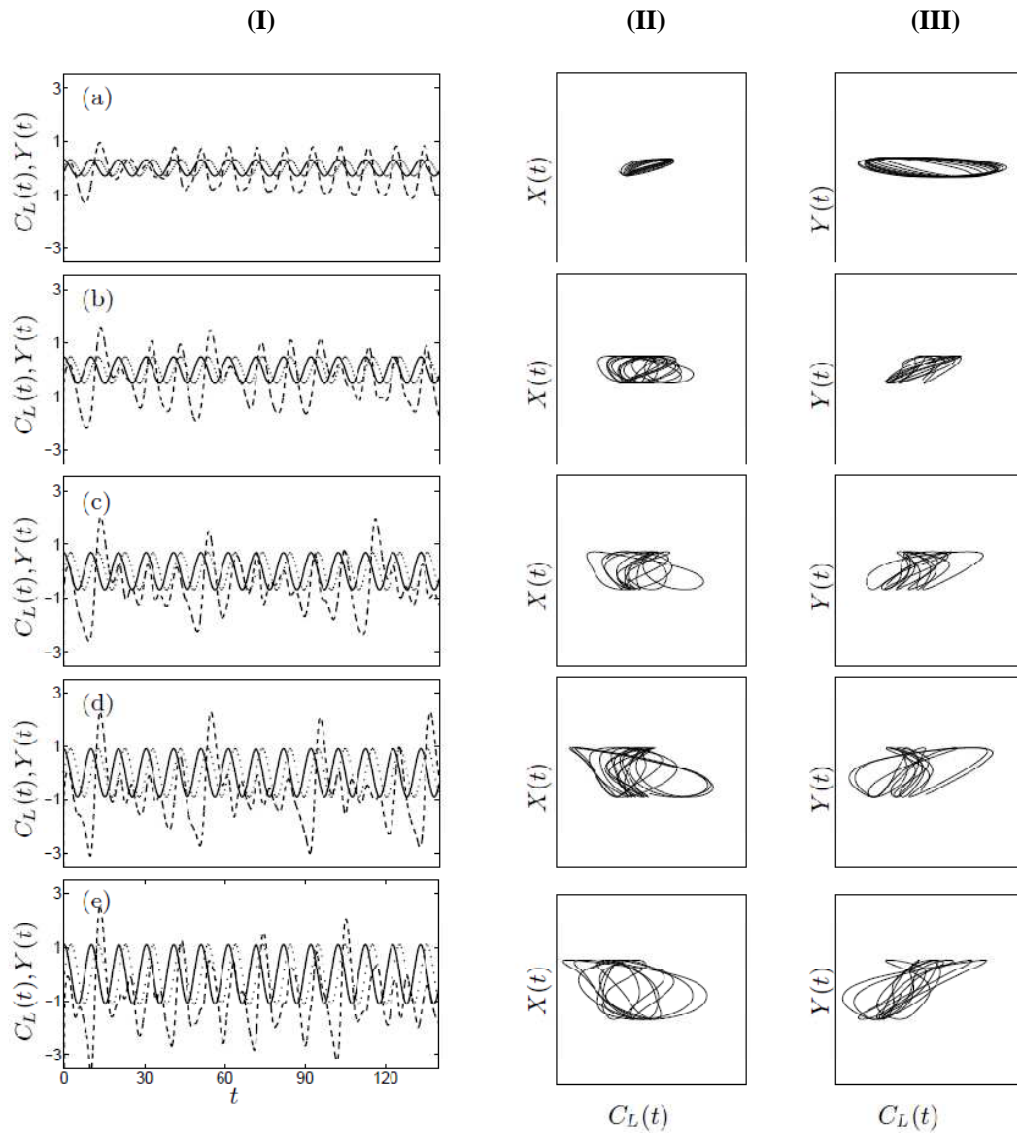 (I) (II) (III)
(a)
3
1
1
−3
C_L(t), Y(t)
X(t)
Y(t)
(b)
3
1
1
−3
C_L(t), Y(t)
X(t)
Y(t)
(c)
3
1
−1
−3
C_L(t), Y(t)
X(t)
Y(t)
(d)
3
1
−1
−3
C_L(t), Y(t)
X(t)
Y(t)
(e)
3
1
−1
−3
C_L(t), Y(t)
X(t)
Y(t)
0 30 60 90 120
t
C_L(t) C_L(t)